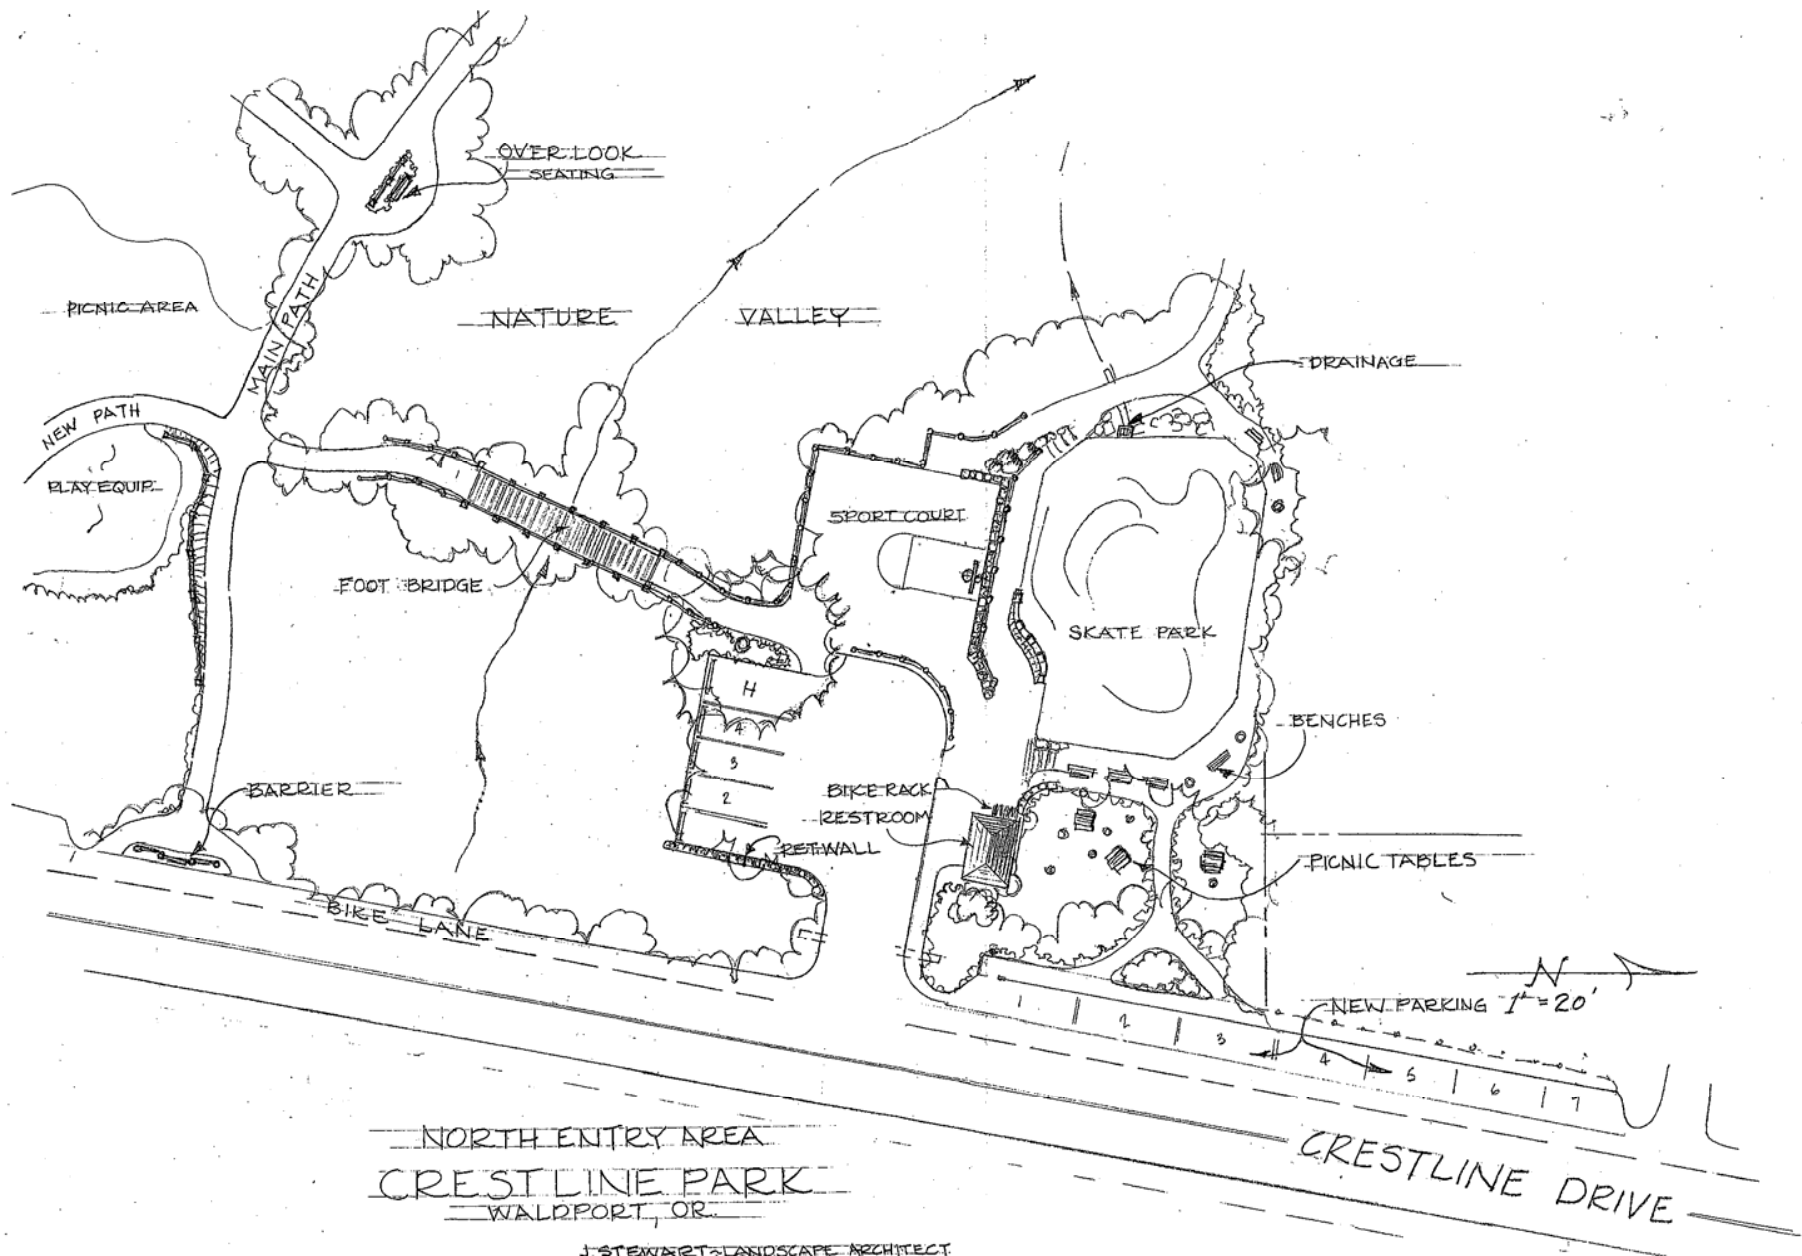 OVERLOOK
SEATING
PICNIC AREA
MAIN PATH
NATURE VALLEY
DRAINAGE
NEW PATH
PLAY EQUIP.
SPORT COURT
FOOT BRIDGE
SKATE PARK
H
4
3
2
BENCHES
BARRIER
BIKE RACK
RESTROOM
RET. WALL
PICNIC TABLES
BIKE LANE
N
1" = 20'
NEW PARKING
1
2
3
4
5
6
7
CRESTLINE DRIVE
NORTH ENTRY AREA
CRESTLINE PARK
WALDPORT, OR.
J. STEWART ~ LANDSCAPE ARCHITECT